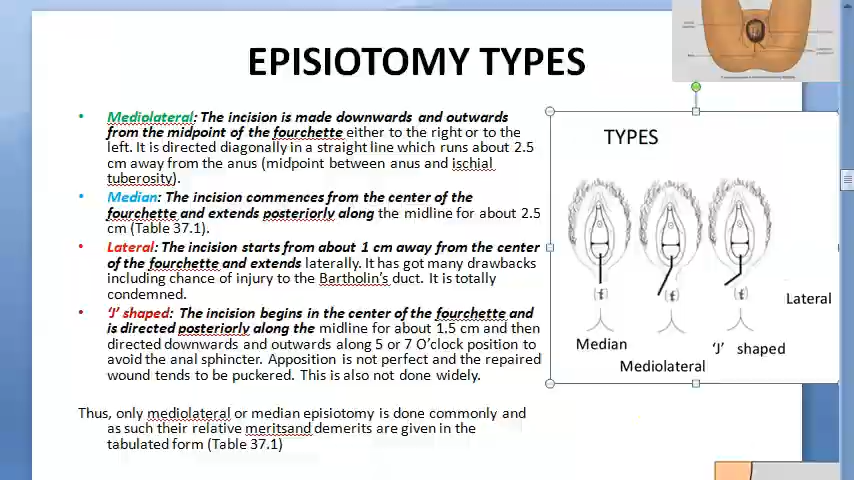 EPISIOTOMY TYPES
• Mediolateral: The incision is made downwards and outwards
from the midpoint of the fourchette either to the right or to the
left. It is directed diagonally in a straight line which runs about 2.5
cm away from the anus (midpoint between anus and ischial
tuberosity).
• Median: The incision commences from the center of the
fourchette and extends posteriorly along the midline for about 2.5
cm (Table 37.1).
• Lateral: The incision starts from about 1 cm away from the center
of the fourchette and extends laterally. It has got many drawbacks
including chance of injury to the Bartholin's duct. It is totally
condemned.
• 'J' shaped: The incision begins in the center of the fourchette and
is directed posteriorly along the midline for about 1.5 cm and then
directed downwards and outwards along 5 or 7 O'clock position to
avoid the anal sphincter. Apposition is not perfect and the repaired
wound tends to be puckered. This is also not done widely.
Thus, only mediolateral or median episiotomy is done commonly and
as such their relative meritsand demerits are given in the
tabulated form (Table 37.1)
TYPES
Lateral
Median
'J' shaped
Mediolateral